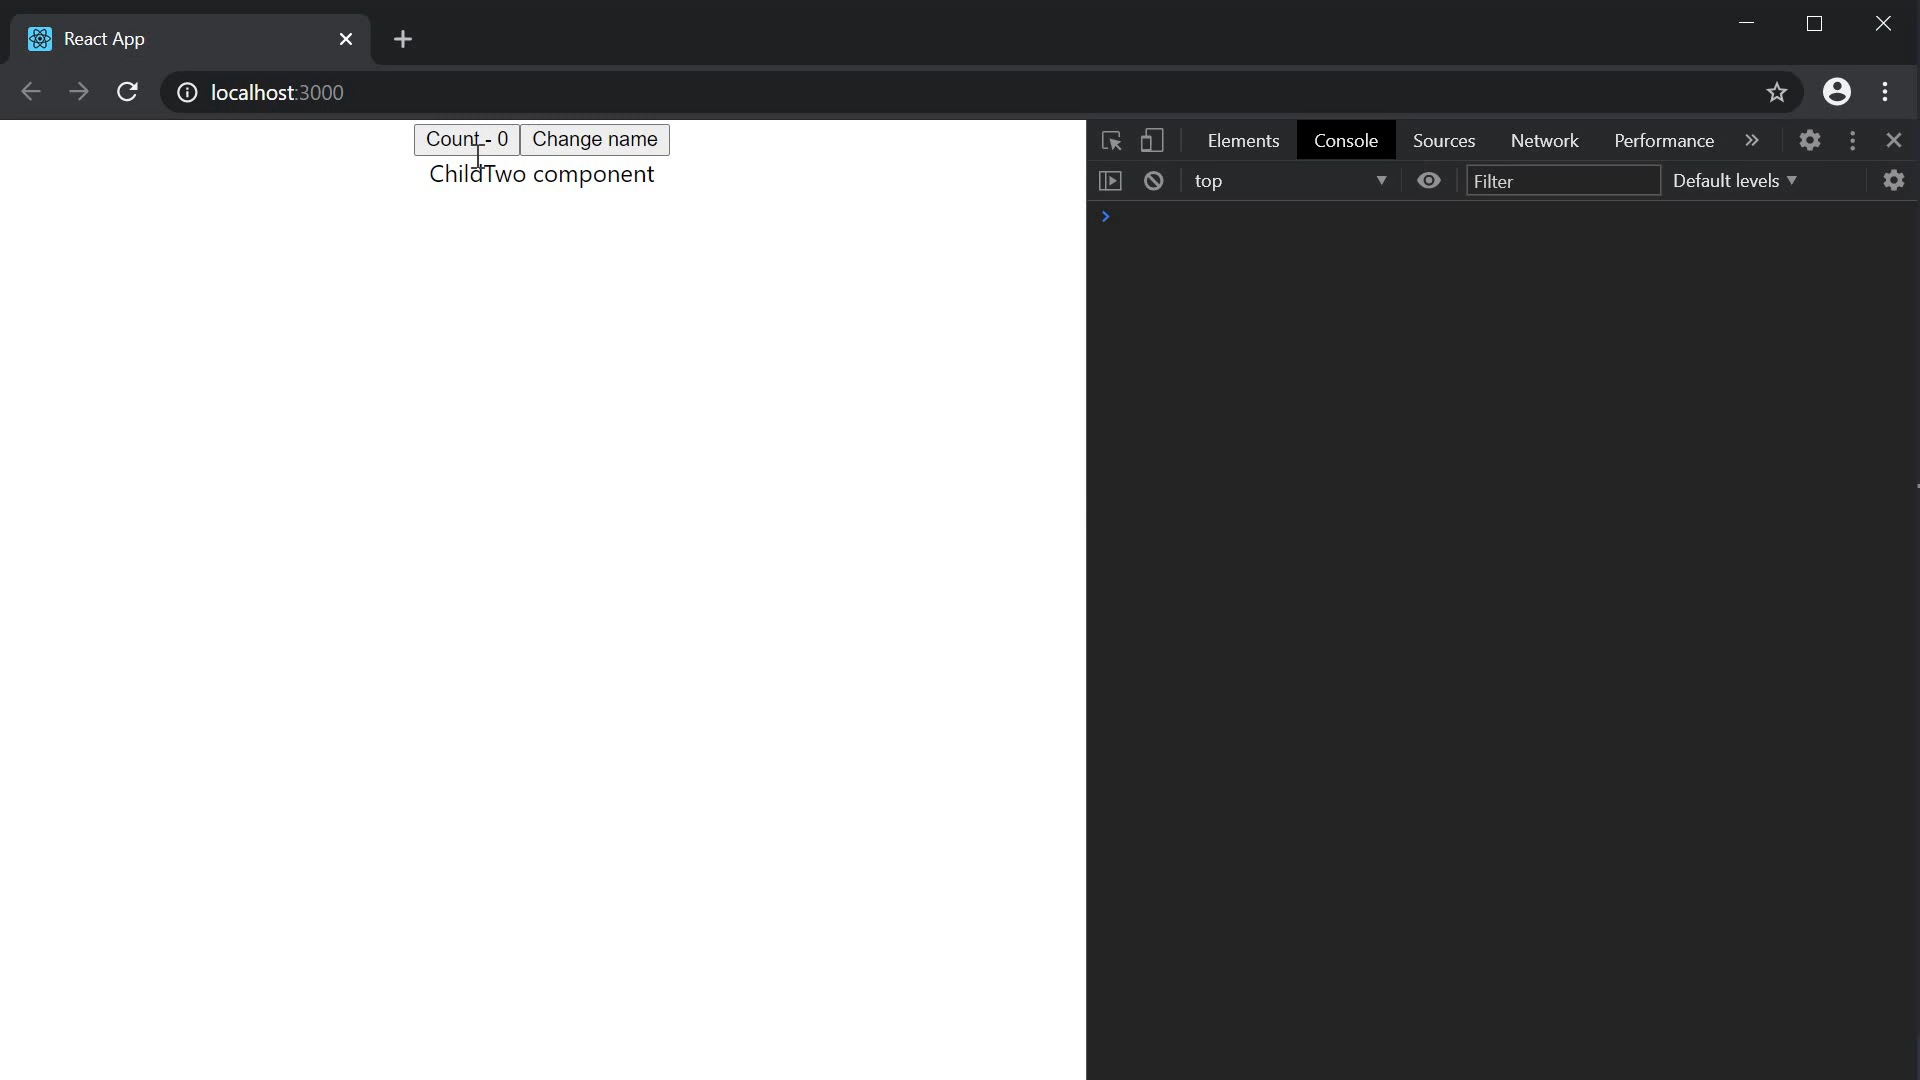 React App
localhost:3000
Count - 0 Change name
ChildTwo component
Elements Console Sources Network Performance
top Filter Default levels